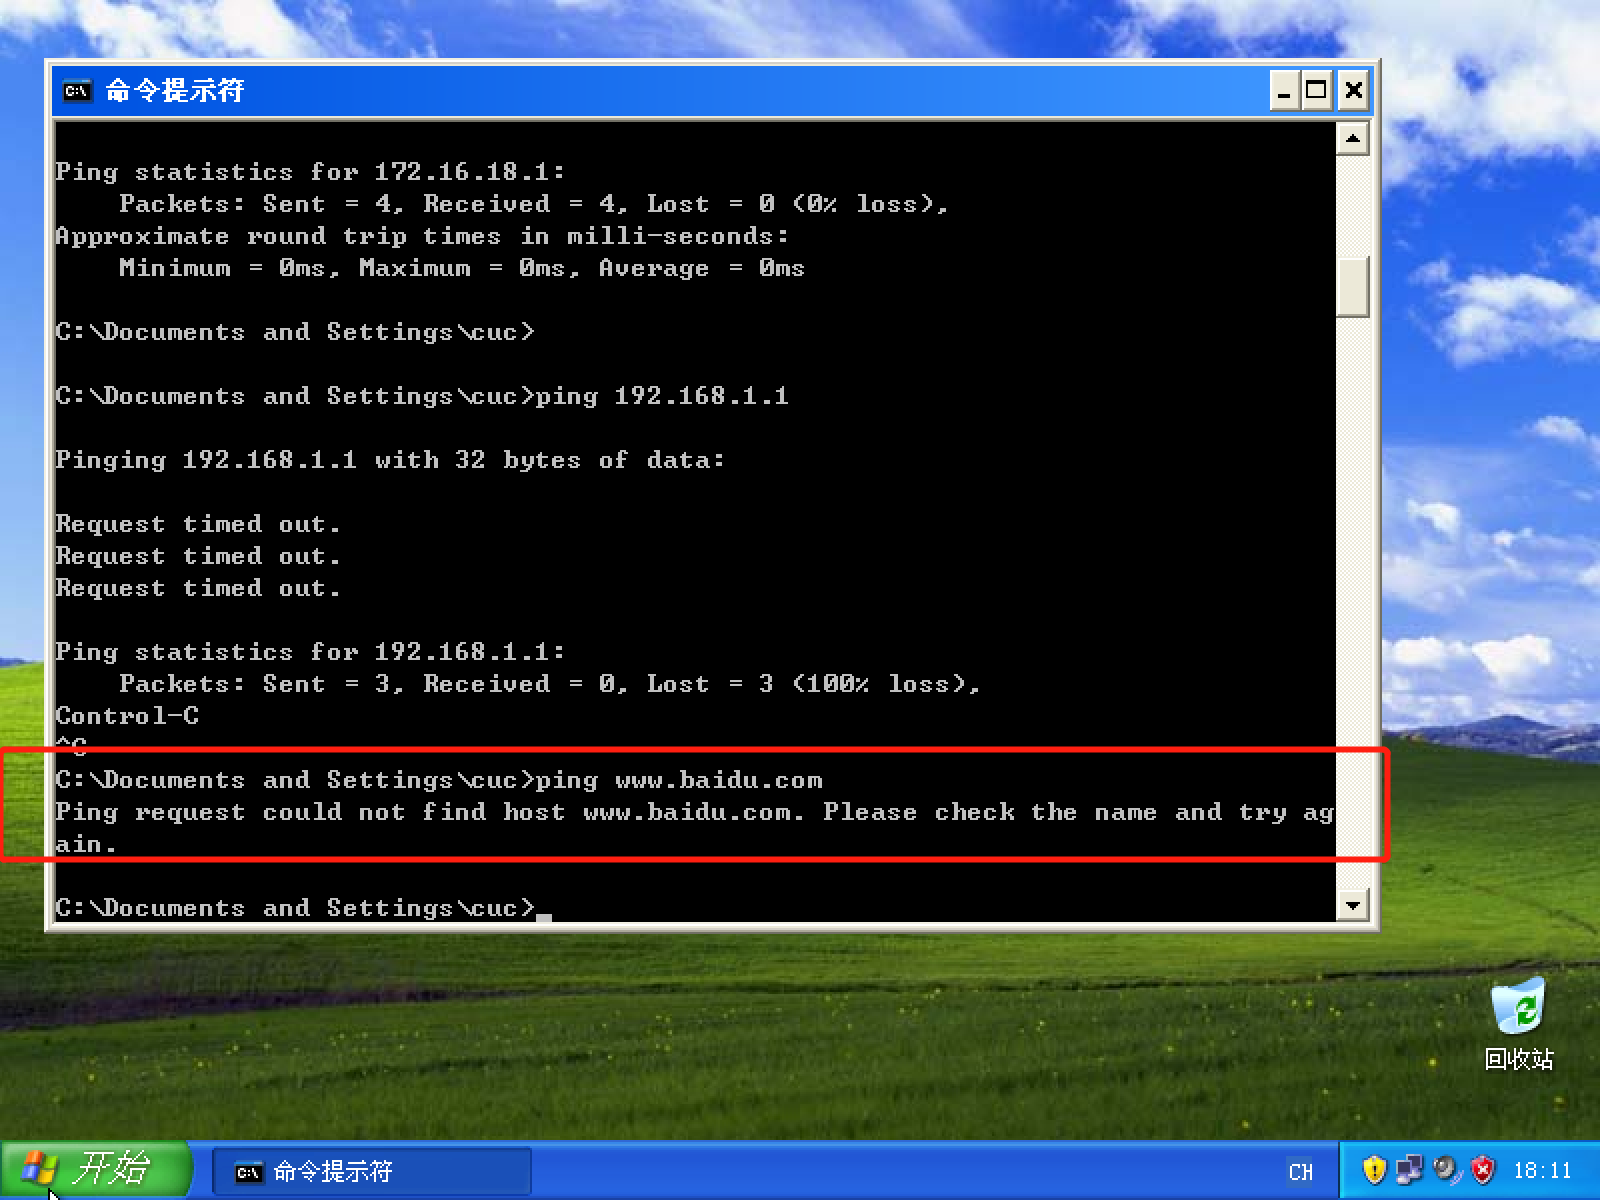 命令提示符
Ping statistics for 172.16.18.1:
Packets: Sent = 4, Received = 4, Lost = 0 (0% loss),
Approximate round trip times in milli-seconds:
Minimum = 0ms, Maximum = 0ms, Average = 0ms
C:\Documents and Settings\cuc>
C:\Documents and Settings\cuc>ping 192.168.1.1
Pinging 192.168.1.1 with 32 bytes of data:
Request timed out.
Request timed out.
Request timed out.
Ping statistics for 192.168.1.1:
Packets: Sent = 3, Received = 0, Lost = 3 (100% loss),
Control-C
^C
C:\Documents and Settings\cuc>ping www.baidu.com
Ping request could not find host www.baidu.com. Please check the name and try ag
ain.
C:\Documents and Settings\cuc>_
回收站
开始
命令提示符
CH
18:11